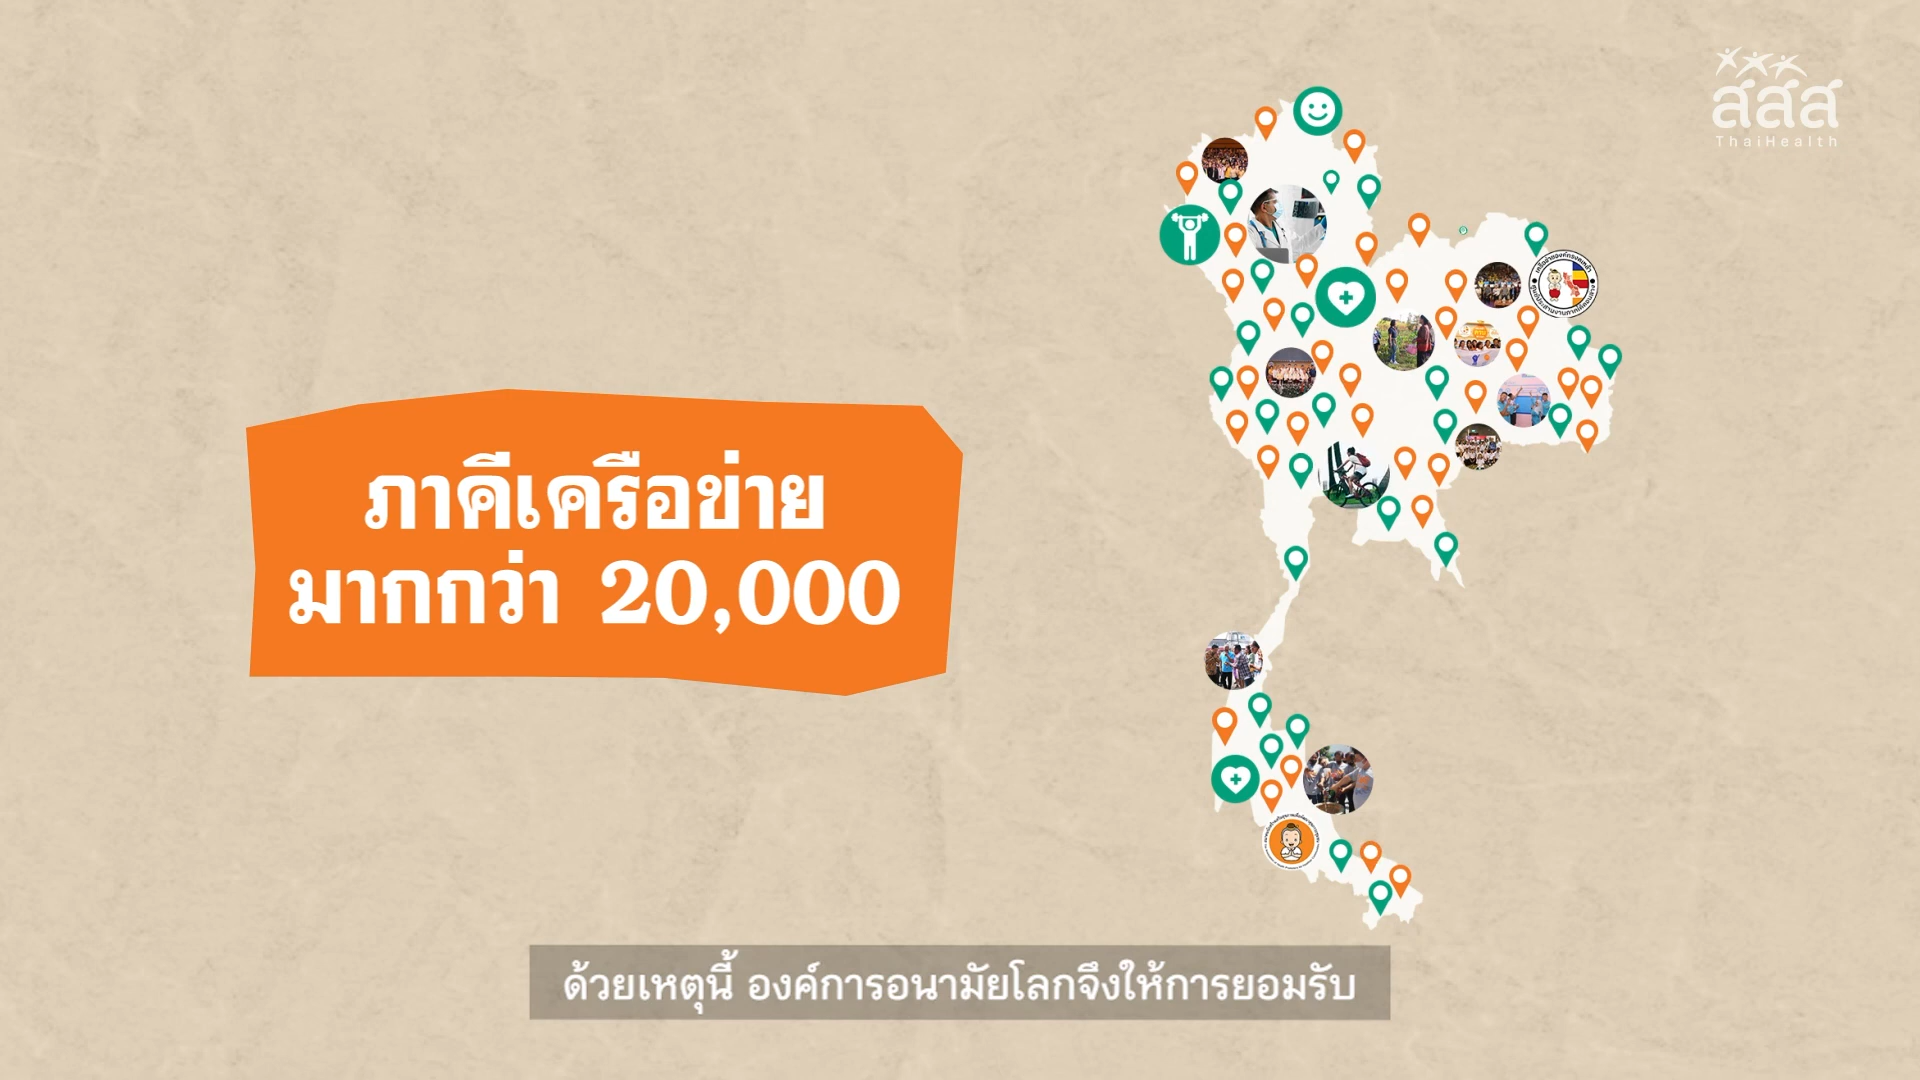 สสส
ThaiHealth
ภาคีเครือข่าย
มากกว่า 20,000
ด้วยเหตุนี้ องค์การอนามัยโลกจึงให้การยอมรับ